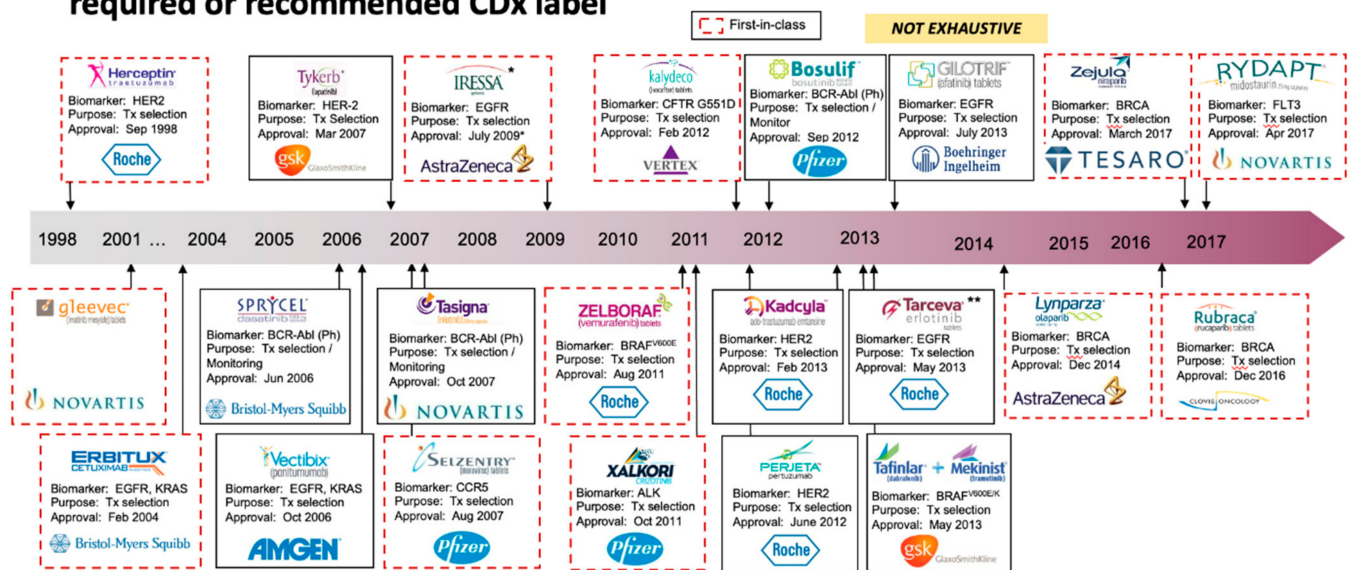 required or recommended CDx label
First-in-class
NOT EXHAUSTIVE
Herceptin®
trastuzumab
Biomarker: HER2
Purpose: Tx selection
Approval: Sep 1998
Roche
Tykerb®
(lapatinib)
Biomarker: HER-2
Purpose: Tx Selection
Approval: Mar 2007
gsk GlaxoSmithKline
IRESSA *
Biomarker: EGFR
Purpose: Tx selection
Approval: July 2009*
AstraZeneca
kalydeco®
(ivacaftor) tablets
Biomarker: CFTR G551D
Purpose: Tx selection
Approval: Feb 2012
VERTEX
Bosulif
bosutinib tablets
Biomarker: BCR-Abl (Ph)
Purpose: Tx selection /
Monitor
Approval: Sep 2012
Pfizer
GILOTRIF
(afatinib) tablets
Biomarker: EGFR
Purpose: Tx selection
Approval: July 2013
Boehringer
Ingelheim
Zejula
niraparib
Biomarker: BRCA
Purpose: Tx selection
Approval: March 2017
TESARO
RYDAPT®
midostaurin
Biomarker: FLT3
Purpose: Tx selection
Approval: Apr 2017
NOVARTIS
1998 2001 ... 2004 2005 2006 2007 2008 2009 2010 2011 2012 2013 2014 2015 2016 2017
gleevec®
(imatinib mesylate) tablets
NOVARTIS
SPRYCEL
dasatinib
Biomarker: BCR-Abl (Ph)
Purpose: Tx selection /
Monitoring
Approval: Jun 2006
Bristol-Myers Squibb
Tasigna®
Biomarker: BCR-Abl (Ph)
Purpose: Tx selection /
Monitoring
Approval: Oct 2007
NOVARTIS
ZELBORAF
(vemurafenib) tablets
Biomarker: BRAFV600E
Purpose: Tx selection
Approval: Aug 2011
Roche
Kadcyla
ado-trastuzumab emtansine
Biomarker: HER2
Purpose: Tx selection
Approval: Feb 2013
Roche
Tarceva® **
erlotinib
tablets
Biomarker: EGFR
Purpose: Tx selection
Approval: May 2013
Roche
Lynparza®
olaparib
Biomarker: BRCA
Purpose: Tx selection
Approval: Dec 2014
AstraZeneca
Rubraca®
(rucaparib) tablets
Biomarker: BRCA
Purpose: Tx selection
Approval: Dec 2016
CLOVIS ONCOLOGY
ERBITUX
CETUXIMAB
Biomarker: EGFR, KRAS
Purpose: Tx selection
Approval: Feb 2004
Bristol-Myers Squibb
Vectibix®
(panitumumab)
Biomarker: EGFR, KRAS
Purpose: Tx selection
Approval: Oct 2006
AMGEN
SELZENTRY
(maraviroc) tablets
Biomarker: CCR5
Purpose: Tx selection
Approval: Aug 2007
Pfizer
XALKORI
CRIZOTINIB
Biomarker: ALK
Purpose: Tx selection
Approval: Oct 2011
Pfizer
PERJETA
pertuzumab
Biomarker: HER2
Purpose: Tx selection
Approval: June 2012
Roche
Tafinlar® + Mekinist®
(dabrafenib) (trametinib)
Biomarker: BRAFV600E/K
Purpose: Tx selection
Approval: May 2013
gsk GlaxoSmithKline